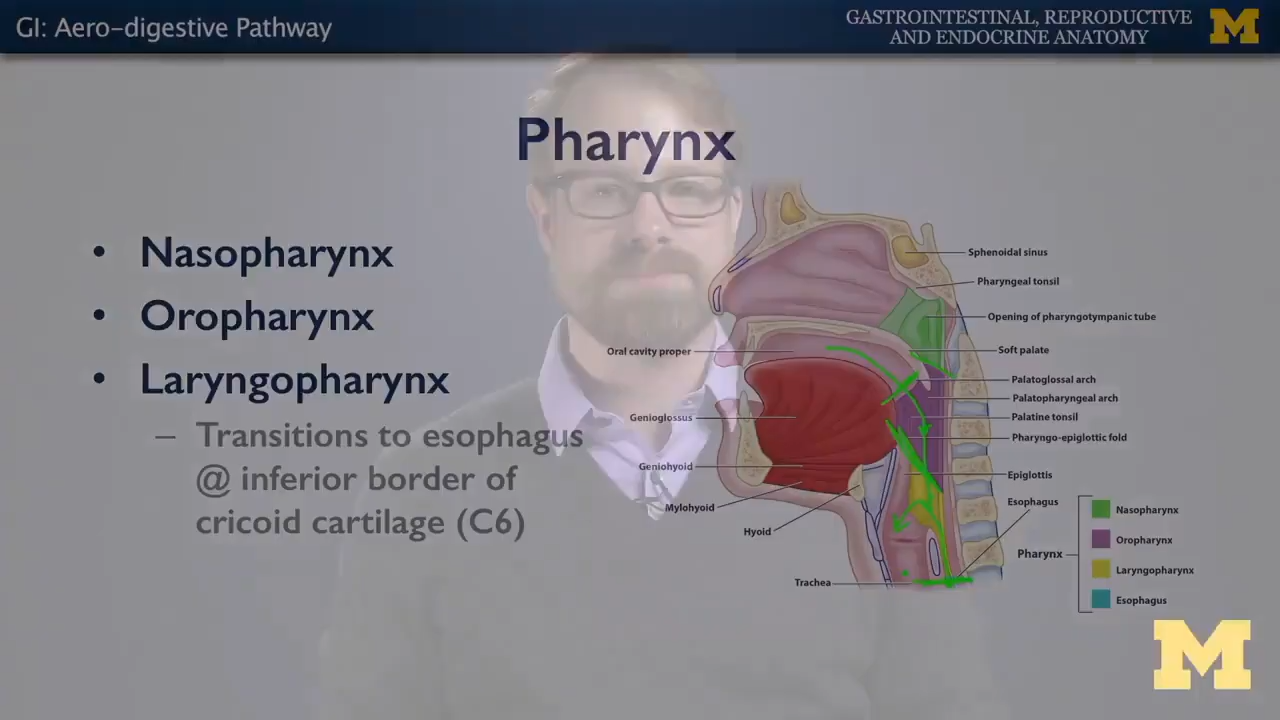 GI: Aero-digestive Pathway
GASTROINTESTINAL, REPRODUCTIVE
AND ENDOCRINE ANATOMY
M
Pharynx
• Nasopharynx
• Oropharynx
• Laryngopharynx
– Transitions to esophagus
@ inferior border of
cricoid cartilage (C6)
Sphenoidal sinus
Pharyngeal tonsil
Opening of pharyngotympanic tube
Oral cavity proper
Soft palate
Palatoglossal arch
Palatopharyngeal arch
Genioglossus
Palatine tonsil
Pharyngo-epiglottic fold
Geniohyoid
Epiglottis
Mylohyoid
Esophagus
Hyoid
Trachea
Pharynx
Nasopharynx
Oropharynx
Laryngopharynx
Esophagus
M